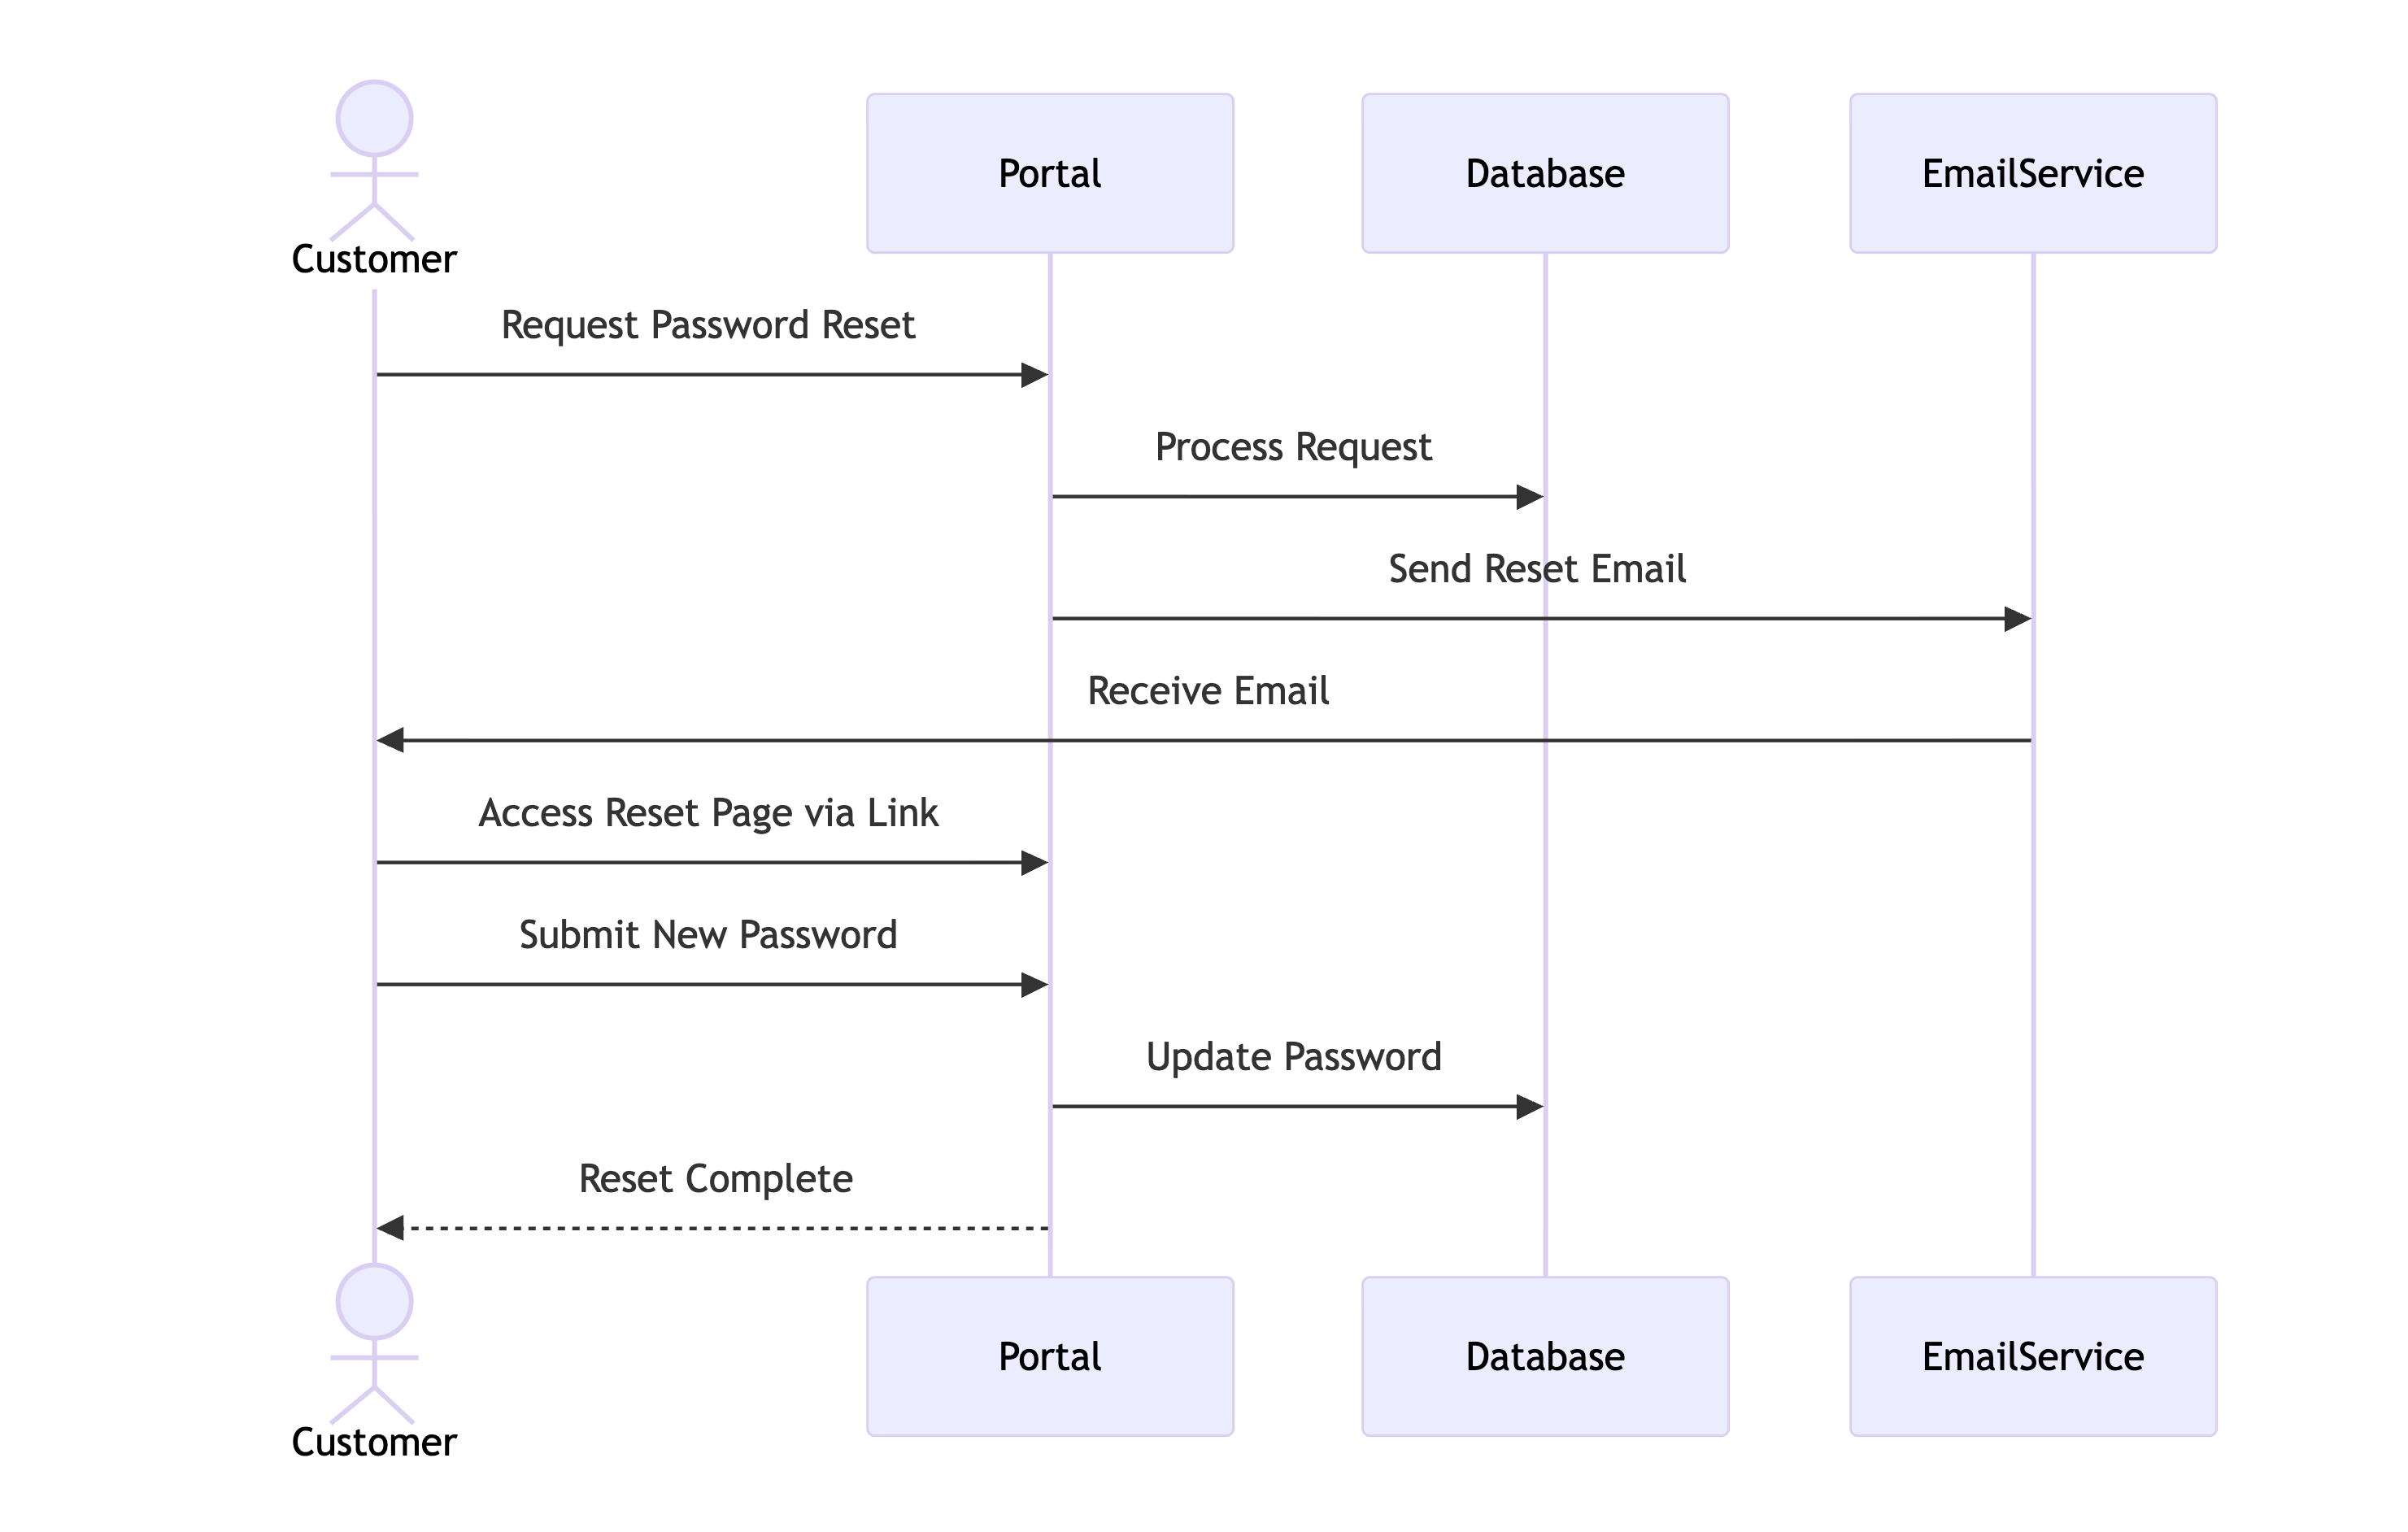 Customer
Portal
Database
EmailService
Request Password Reset
Process Request
Send Reset Email
Receive Email
Access Reset Page via Link
Submit New Password
Update Password
Reset Complete
Customer
Portal
Database
EmailService